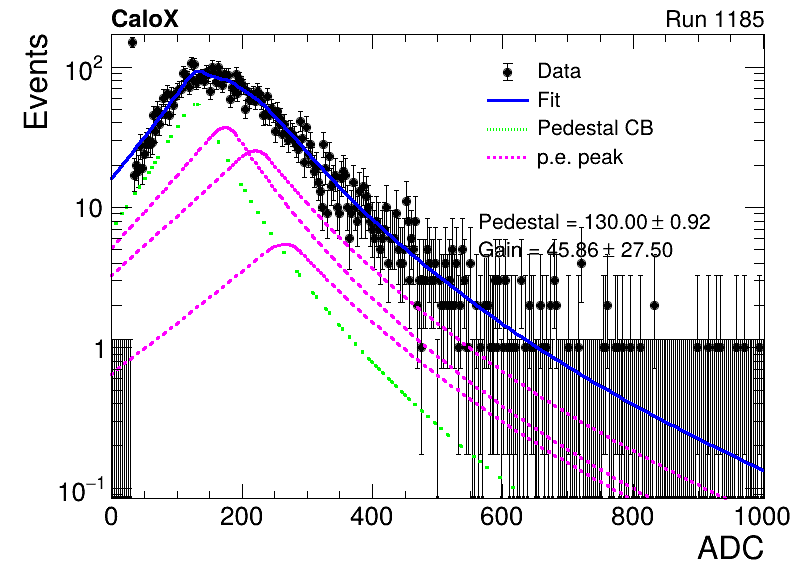 CaloX Run 1185
Events
Data
Fit
Pedestal CB
p.e. peak
Pedestal = 130.00 ± 0.92
Gain = 45.86 ± 27.50
10²
10
1
10⁻¹
0 200 400 600 800 1000
ADC